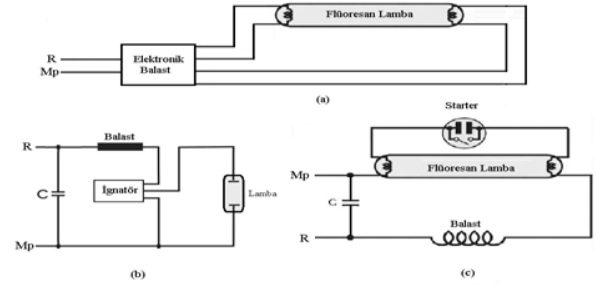 Flüoresan Lamba
R
Mp
Elektronik
Balast
(a)
Balast
R
C
İgnatör
Lamba
Mp
(b)
Starter
Flüoresan Lamba
Mp
C
Balast
R
(c)